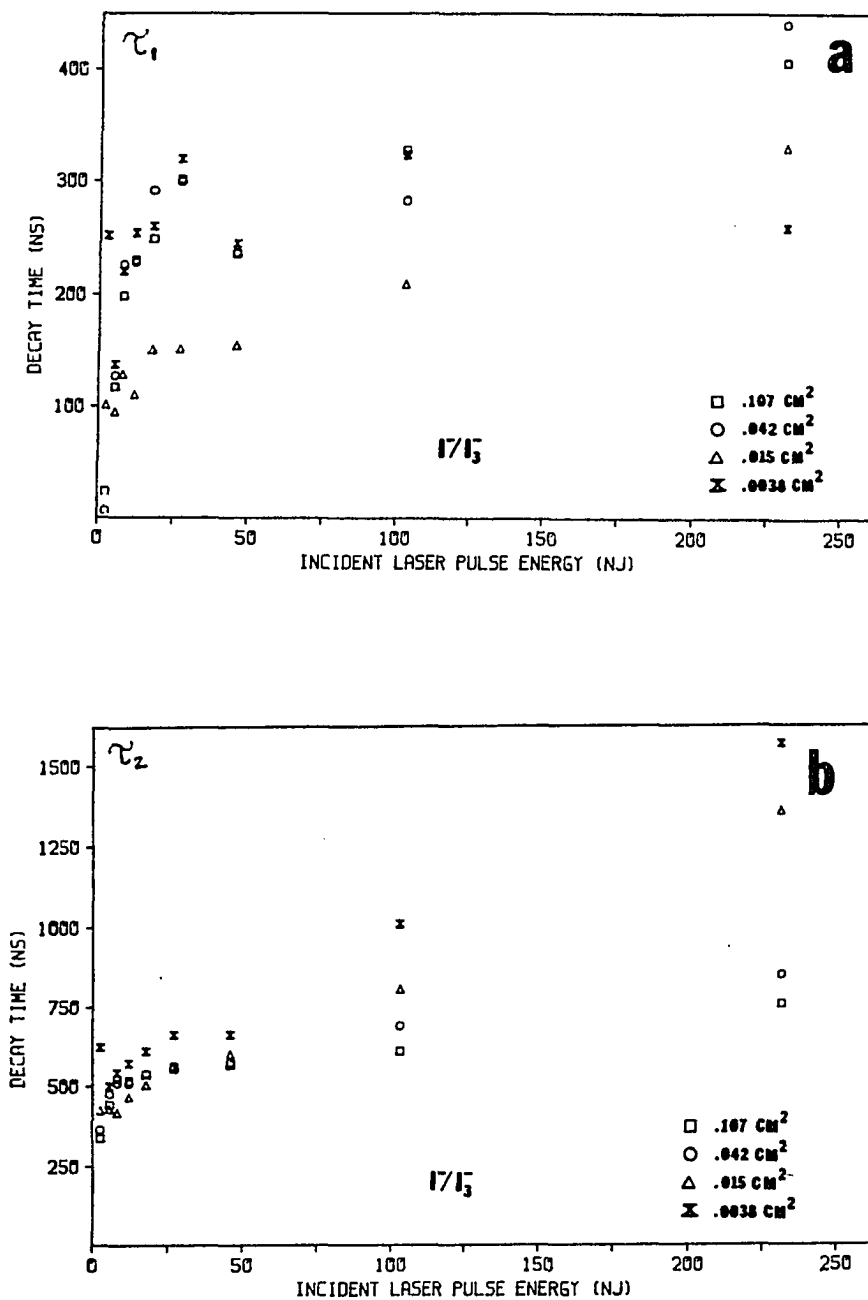 τ₁
a
400
300
200
100
DECAY TIME (NS)
□ .107 CM²
○ .042 CM²
△ .015 CM²
⧖ .0038 CM²
I⁻/I₃⁻
0 50 100 150 200 250
INCIDENT LASER PULSE ENERGY (NJ)
τ₂
b
1500
1250
1000
750
500
250
DECAY TIME (NS)
□ .107 CM²
○ .042 CM²
△ .015 CM²
⧖ .0038 CM²
I⁻/I₃⁻
0 50 100 150 200 250
INCIDENT LASER PULSE ENERGY (NJ)